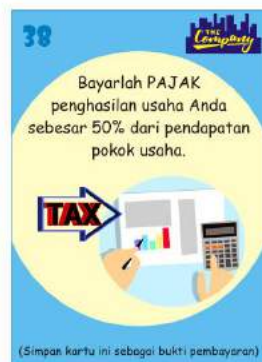 38
THE
Company
Bayarlah PAJAK
penghasilan usaha Anda
sebesar 50% dari pendapatan
pokok usaha.
TAX
(Simpan kartu ini sebagai bukti pembayaran)